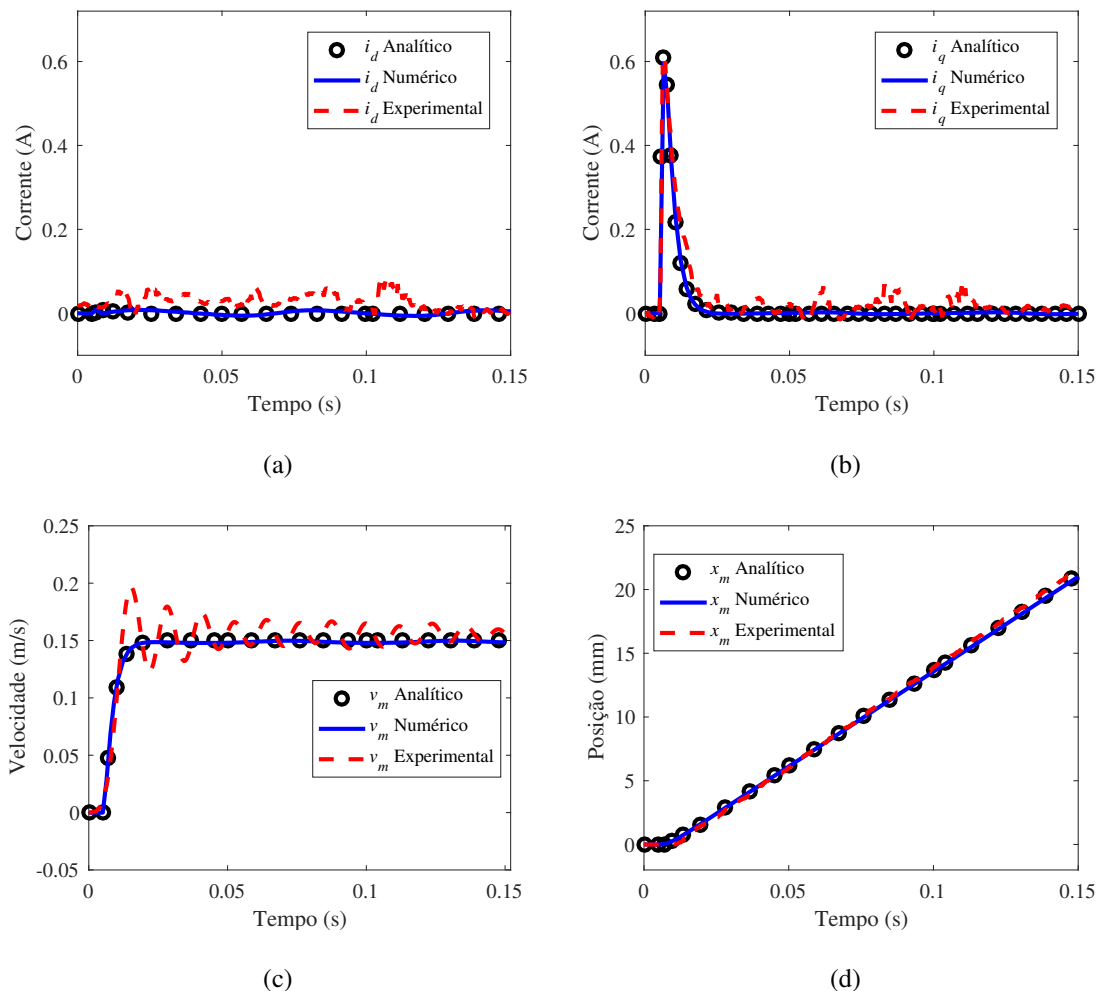 i_d Analítico
i_d Numérico
i_d Experimental
0.6
0.4
0.2
0
Corrente (A)
0
0.05
0.1
0.15
Tempo (s)
(a)
i_q Analítico
i_q Numérico
i_q Experimental
0.6
0.4
0.2
0
Corrente (A)
0
0.05
0.1
0.15
Tempo (s)
(b)
0.25
0.2
0.15
0.1
0.05
0
-0.05
Velocidade (m/s)
v_m Analítico
v_m Numérico
v_m Experimental
0
0.05
0.1
0.15
Tempo (s)
(c)
25
20
15
10
5
0
Posição (mm)
x_m Analítico
x_m Numérico
x_m Experimental
0
0.05
0.1
0.15
Tempo (s)
(d)